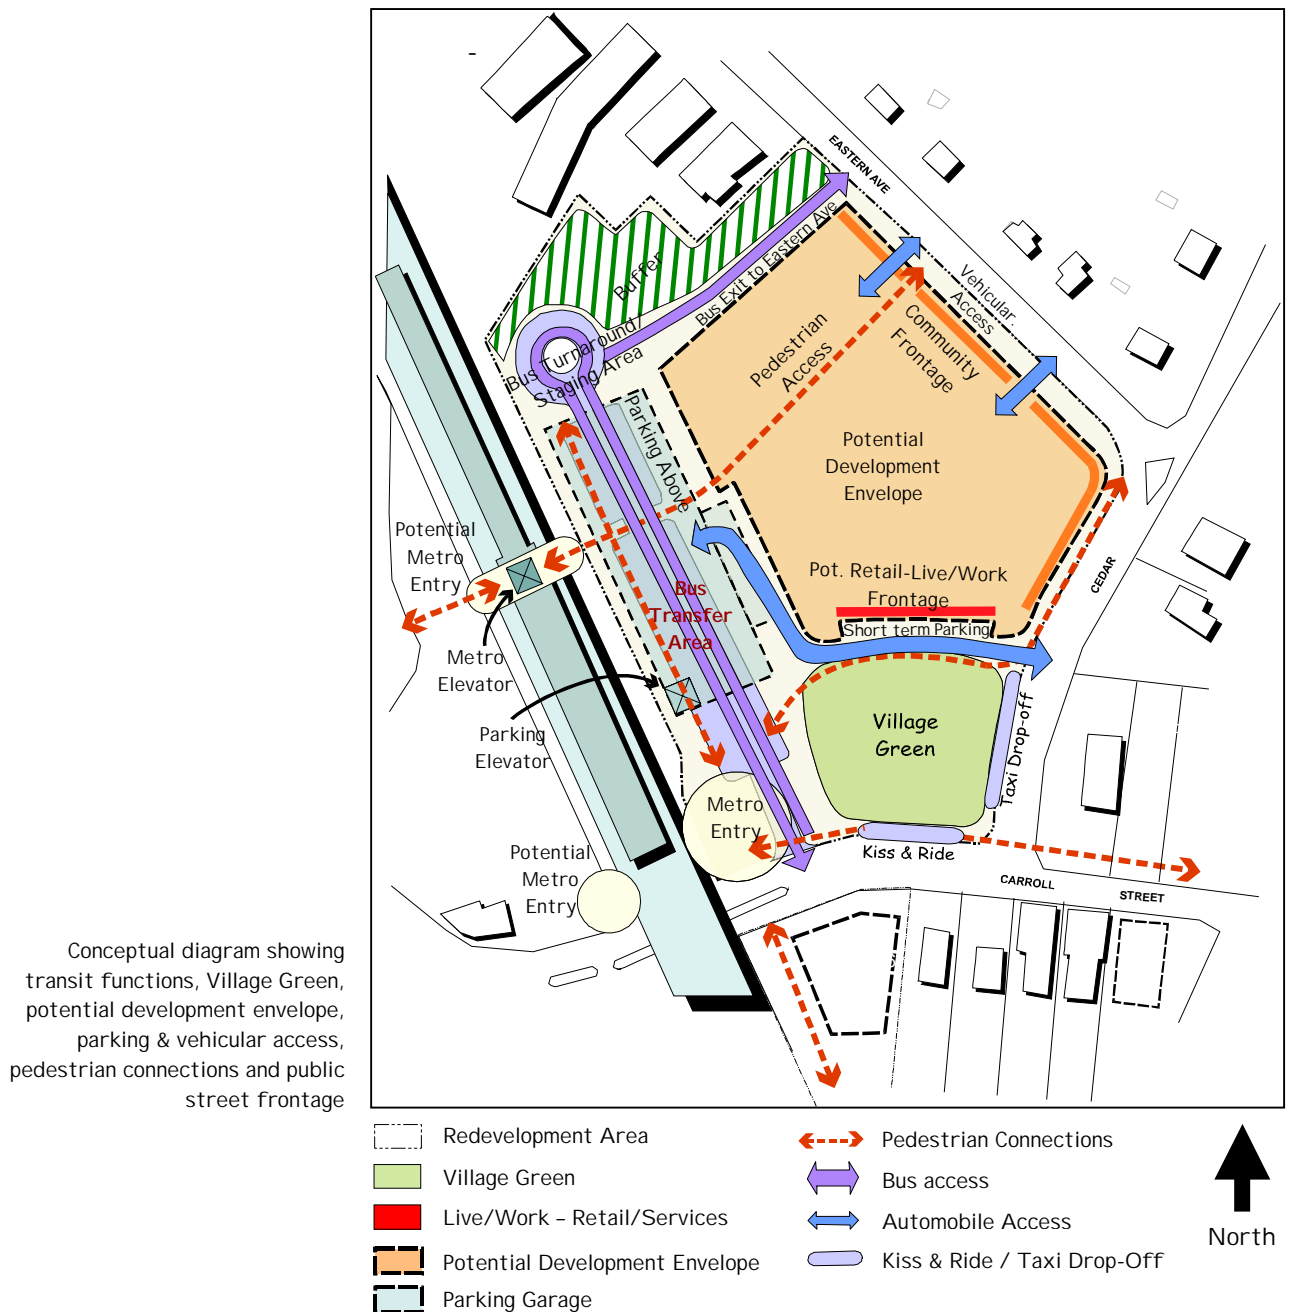 EASTERN AVE
Buffer
Bus Exit to Eastern Ave
Vehicular
Access
Pedestrian
Access
Community
Frontage
Bus Turnaround/
Staging Area
Parking Above
Potential
Development
Envelope
Potential
Metro
Entry
Bus
Transfer
Area
Pot. Retail-Live/Work
Frontage
Short term Parking
CEDAR
Metro
Elevator
Parking
Elevator
Village
Green
Taxi Drop-off
Metro
Entry
Kiss & Ride
Potential
Metro
Entry
CARROLL STREET
Conceptual diagram showing
transit functions, Village Green,
potential development envelope,
parking & vehicular access,
pedestrian connections and public
street frontage
Redevelopment Area
Village Green
Live/Work – Retail/Services
Potential Development Envelope
Parking Garage
Pedestrian Connections
Bus access
Automobile Access
Kiss & Ride / Taxi Drop-Off
North